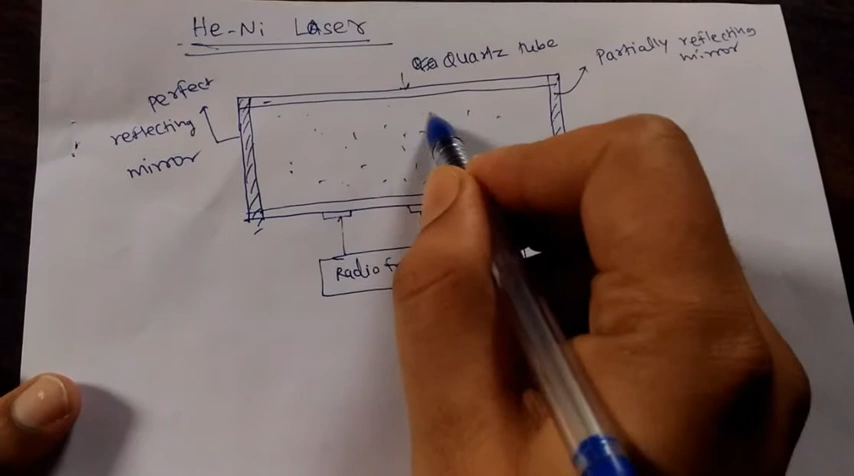 He-Ni Laser
Quartz tube
Partially reflecting
mirror
perfect
reflecting
mirror
Radio